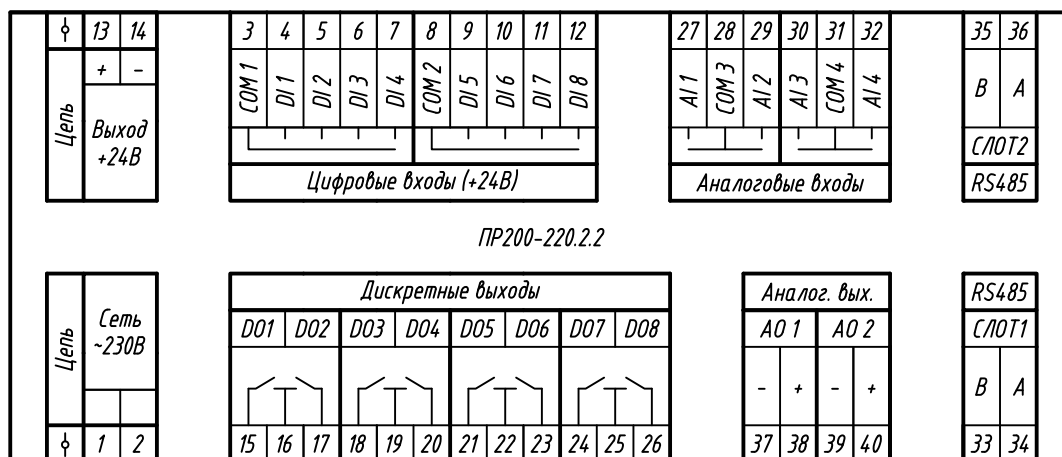 13 14
3 4 5 6 7 8 9 10 11 12
27 28 29 30 31 32
35 36
Цепь
+ -
Выход
+24В
COM 1 DI 1 DI 2 DI 3 DI 4 COM 2 DI 5 DI 6 DI 7 DI 8
Цифровые входы (+24В)
AI 1 COM 3 AI 2 AI 3 COM 4 AI 4
Аналоговые входы
B A
СЛОТ2
RS485
ПР200-220.2.2
Цепь
Сеть
~230В
1 2
Дискретные выходы
DO1 DO2 DO3 DO4 DO5 DO6 DO7 DO8
15 16 17 18 19 20 21 22 23 24 25 26
Аналог. вых.
AO 1 AO 2
- + - +
37 38 39 40
RS485
СЛОТ1
B A
33 34